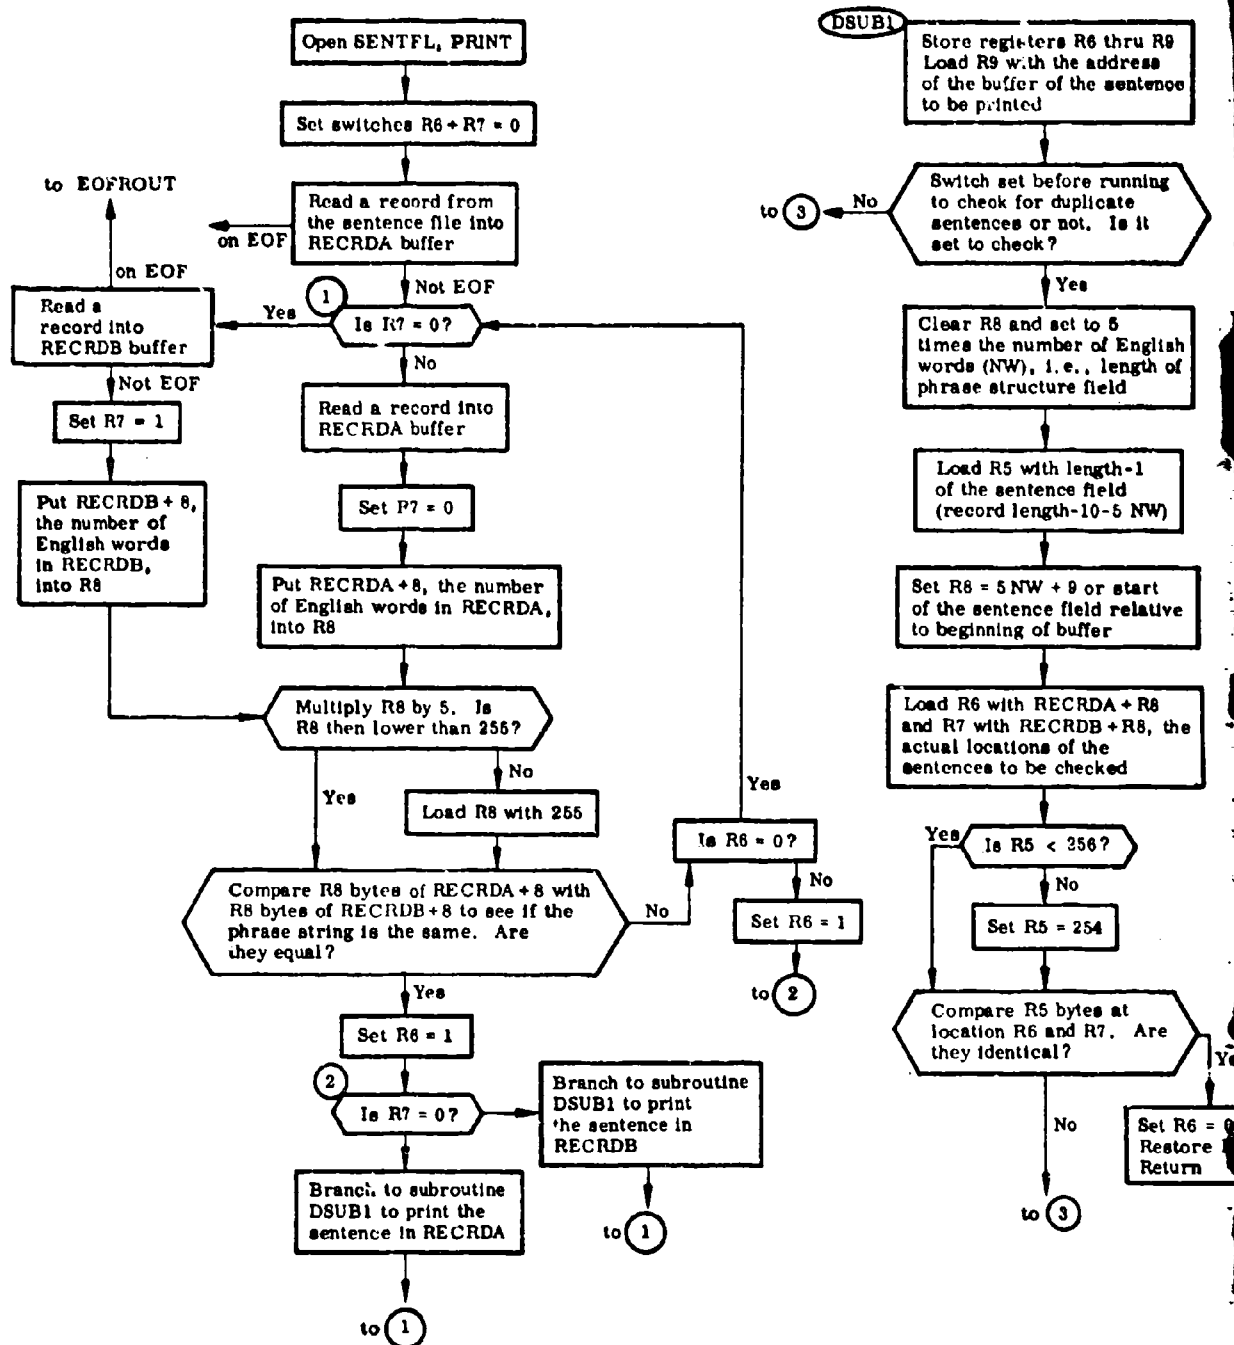 Open SENTFL, PRINT
Set switches R6 + R7 = 0
to EOFROUT
Read a record from
the sentence file into
RECRDA buffer
on EOF
on EOF
Not EOF
1
Is R7 = 0?
Yes
Read a
record into
RECRDB buffer
Not EOF
Set R7 = 1
Put RECRDB + 8,
the number of
English words
in RECRDB,
into R8
No
Read a record into
RECRDA buffer
Set R7 = 0
Put RECRDA + 8, the number
of English words in RECRDA,
into R8
Multiply R8 by 5. Is
R8 then lower than 255?
No
Yes
Load R8 with 255
Compare R8 bytes of RECRDA + 8 with
R8 bytes of RECRDB + 8 to see if the
phrase string is the same. Are
they equal?
No
Yes
Is R6 = 0?
No
Set R6 = 1
to 2
Yes
Set R6 = 1
2
Is R7 = 0?
Branch to subroutine
DSUB1 to print
the sentence in
RECRDB
to 1
Branch to subroutine
DSUB1 to print the
sentence in RECRDA
to 1
DSUB1
Store registers R6 thru R9
Load R9 with the address
of the buffer of the sentence
to be printed
Switch set before running
to check for duplicate
sentences or not. Is it
set to check?
No
to 3
Yes
Clear R8 and set to 5
times the number of English
words (NW), i.e., length of
phrase structure field
Load R5 with length-1
of the sentence field
(record length-10-5 NW)
Set R8 = 5 NW + 9 or start
of the sentence field relative
to beginning of buffer
Load R6 with RECRDA + R8
and R7 with RECRDB + R8, the
actual locations of the
sentences to be checked
Yes
Is R5 < 256?
No
Set R5 = 254
Compare R5 bytes at
location R6 and R7. Are
they identical?
No
to 3
Set R6 = 0
Restore
Return